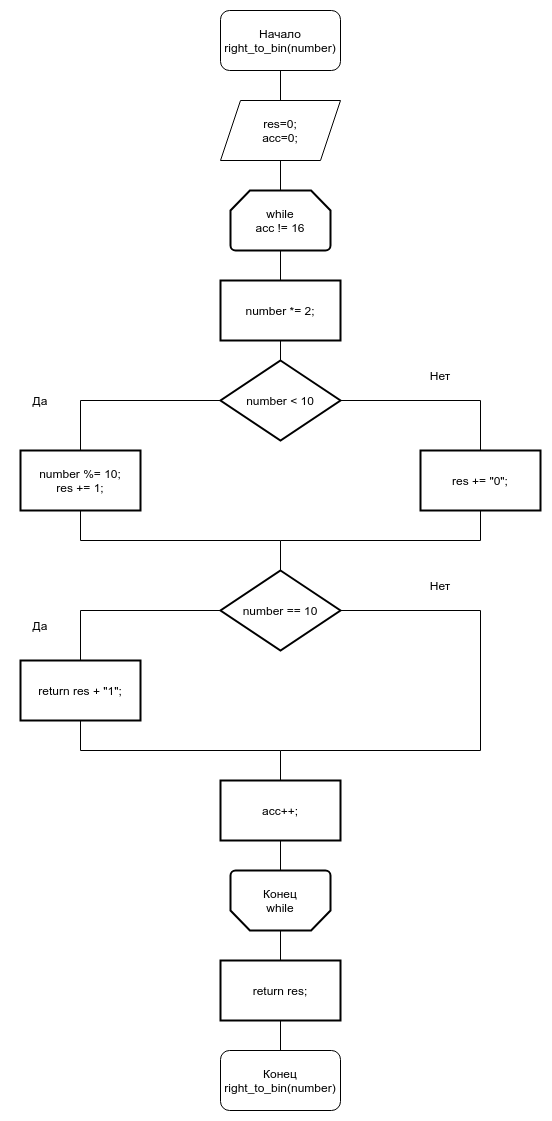 Начало
right_to_bin(number)
res=0;
acc=0;
while
acc != 16
number *= 2;
number < 10
Да
Нет
number %= 10;
res += 1;
res += "0";
number == 10
Да
Нет
return res + "1";
acc++;
Конец
while
return res;
Конец
right_to_bin(number)